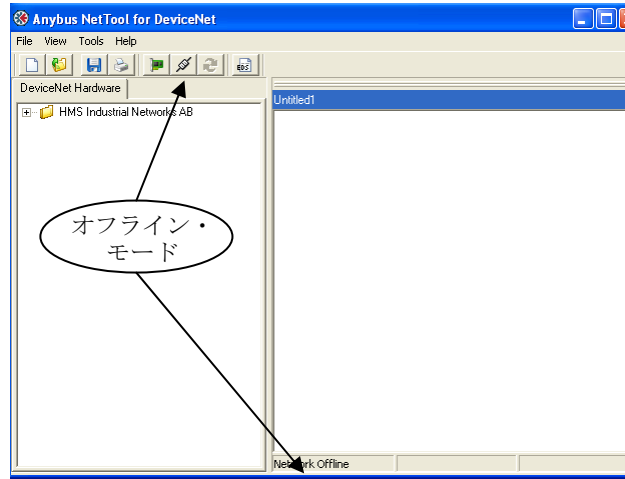 Anybus NetTool for DeviceNet
File View Tools Help
EDS
DeviceNet Hardware
HMS Industrial Networks AB
Untitled1
オフライン・
モード
Network Offline